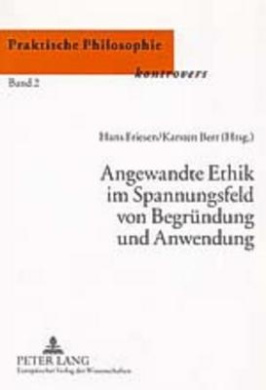 Praktische Philosophie
kontrovers
Band 2
Hans Friesen/Karsten Berr (Hrsg.)
Angewandte Ethik
im Spannungsfeld
von Begründung
und Anwendung
PETER LANG
Europäischer Verlag der Wissenschaften